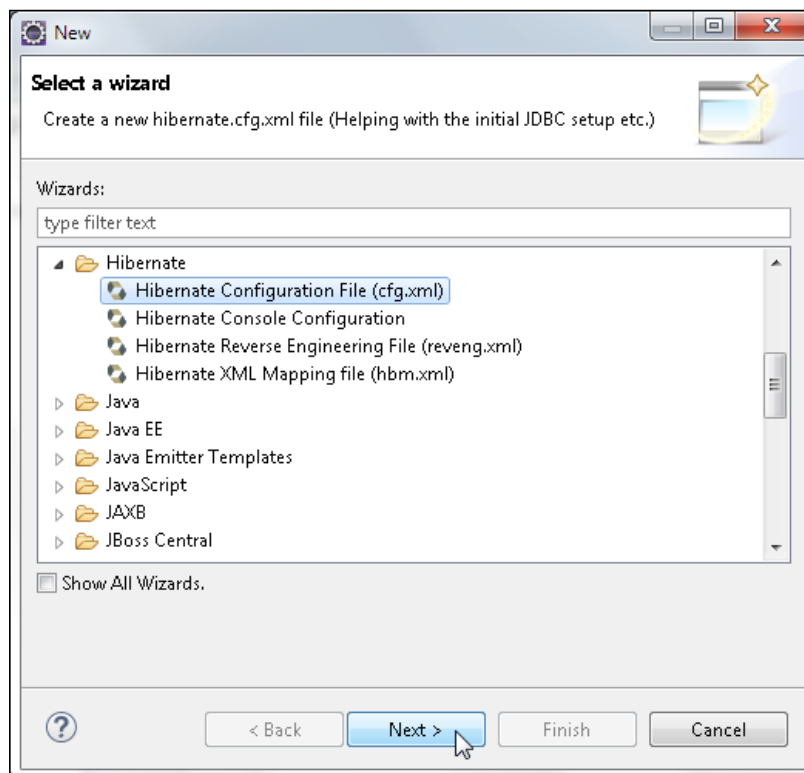 New
Select a wizard
Create a new hibernate.cfg.xml file (Helping with the initial JDBC setup etc.)
Wizards:
type filter text
Hibernate
Hibernate Configuration File (cfg.xml)
Hibernate Console Configuration
Hibernate Reverse Engineering File (reveng.xml)
Hibernate XML Mapping file (hbm.xml)
Java
Java EE
Java Emitter Templates
JavaScript
JAXB
JBoss Central
Show All Wizards.
? < Back Next > Finish Cancel